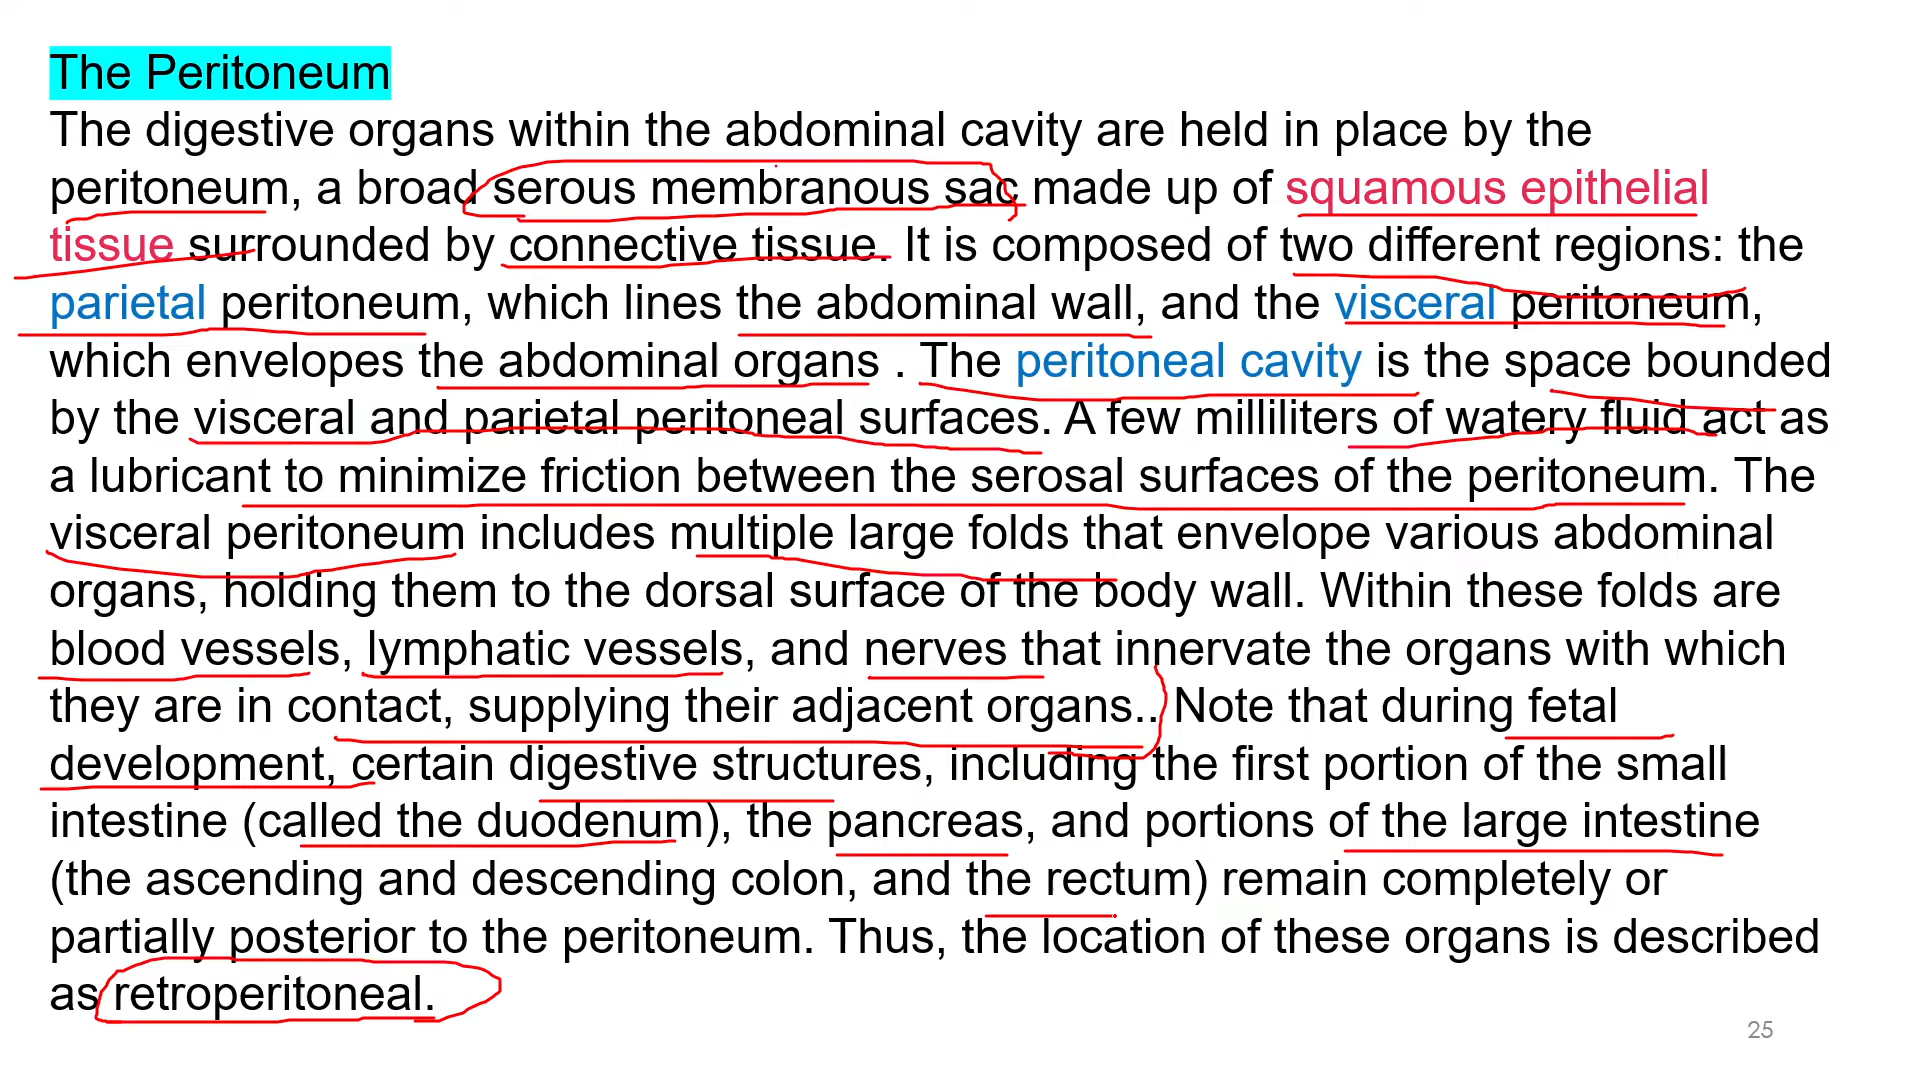 The Peritoneum
The digestive organs within the abdominal cavity are held in place by the
peritoneum, a broad serous membranous sac made up of squamous epithelial
tissue surrounded by connective tissue. It is composed of two different regions: the
parietal peritoneum, which lines the abdominal wall, and the visceral peritoneum,
which envelopes the abdominal organs . The peritoneal cavity is the space bounded
by the visceral and parietal peritoneal surfaces. A few milliliters of watery fluid act as
a lubricant to minimize friction between the serosal surfaces of the peritoneum. The
visceral peritoneum includes multiple large folds that envelope various abdominal
organs, holding them to the dorsal surface of the body wall. Within these folds are
blood vessels, lymphatic vessels, and nerves that innervate the organs with which
they are in contact, supplying their adjacent organs.. Note that during fetal
development, certain digestive structures, including the first portion of the small
intestine (called the duodenum), the pancreas, and portions of the large intestine
(the ascending and descending colon, and the rectum) remain completely or
partially posterior to the peritoneum. Thus, the location of these organs is described
as retroperitoneal.
25